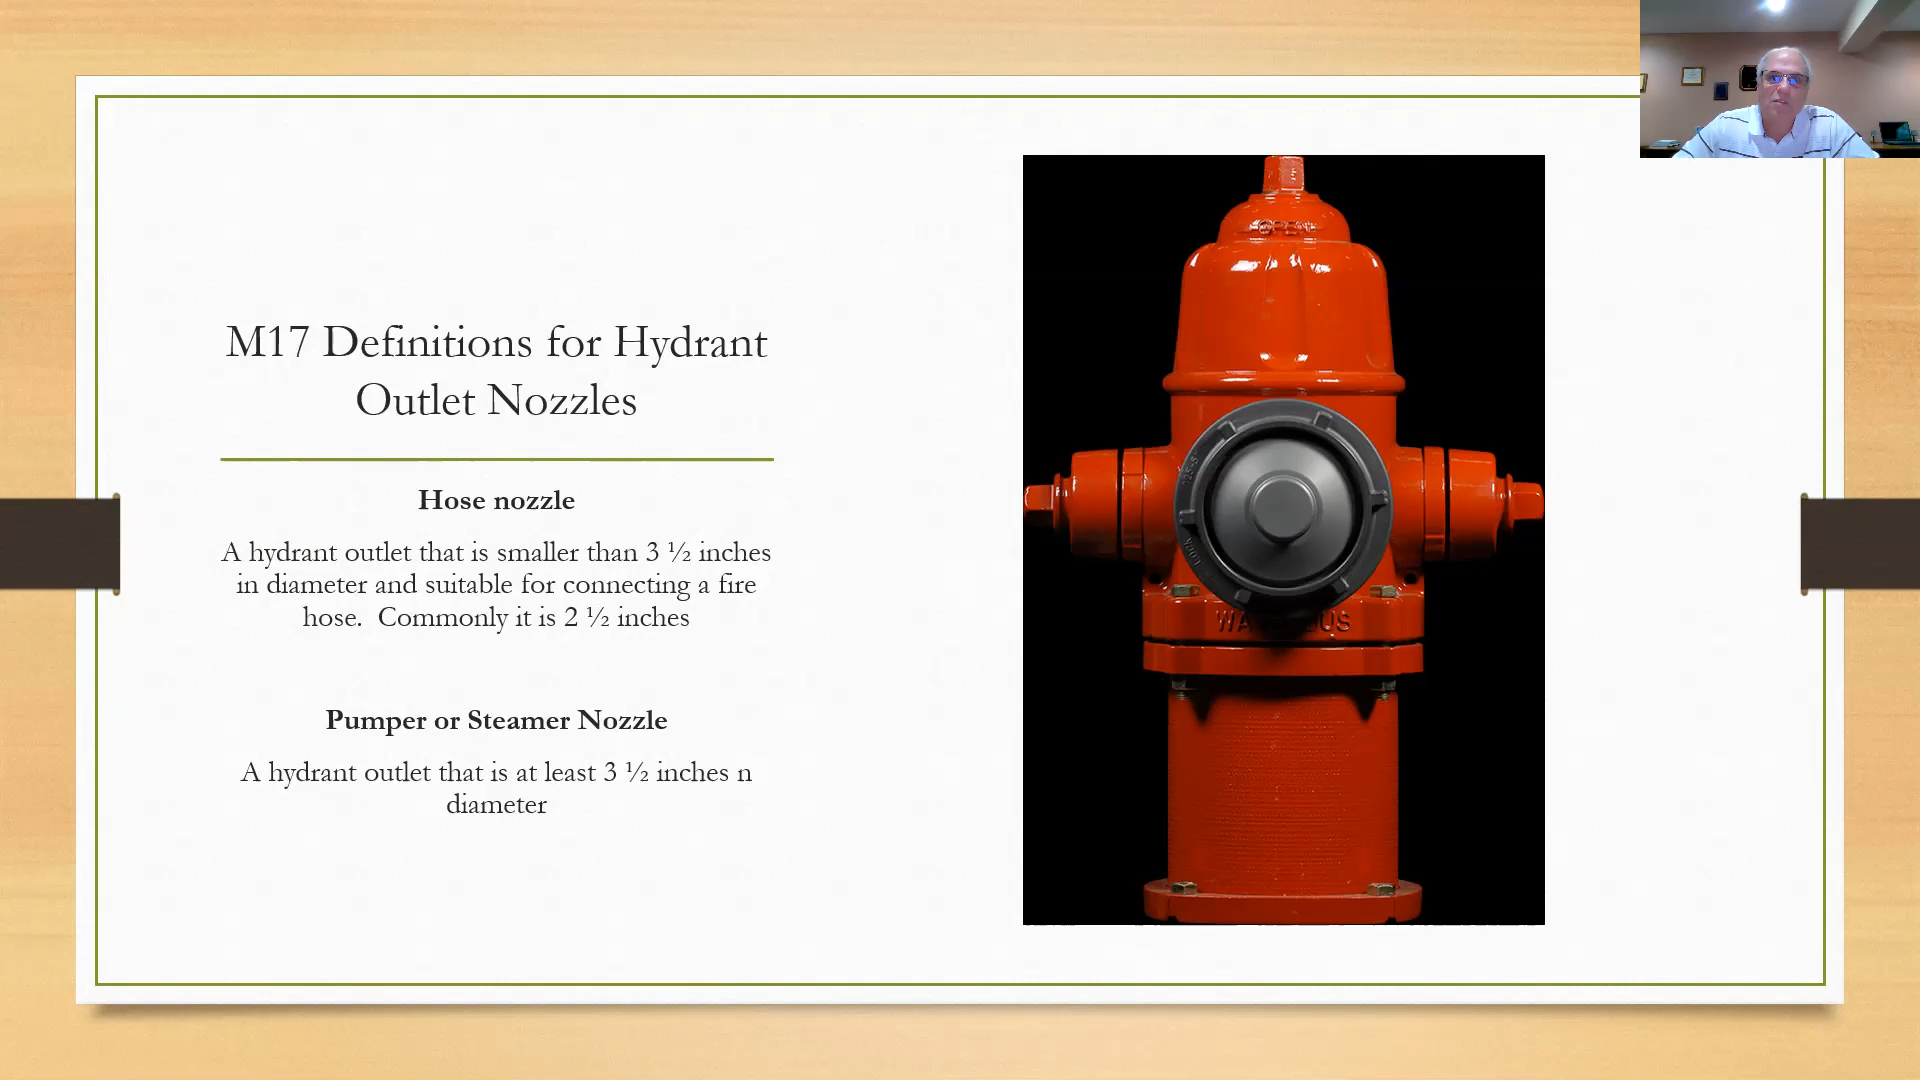 M17 Definitions for Hydrant
Outlet Nozzles
Hose nozzle
A hydrant outlet that is smaller than 3 ½ inches
in diameter and suitable for connecting a fire
hose.  Commonly it is 2 ½ inches
Pumper or Steamer Nozzle
A hydrant outlet that is at least 3 ½ inches n
diameter
OPEN